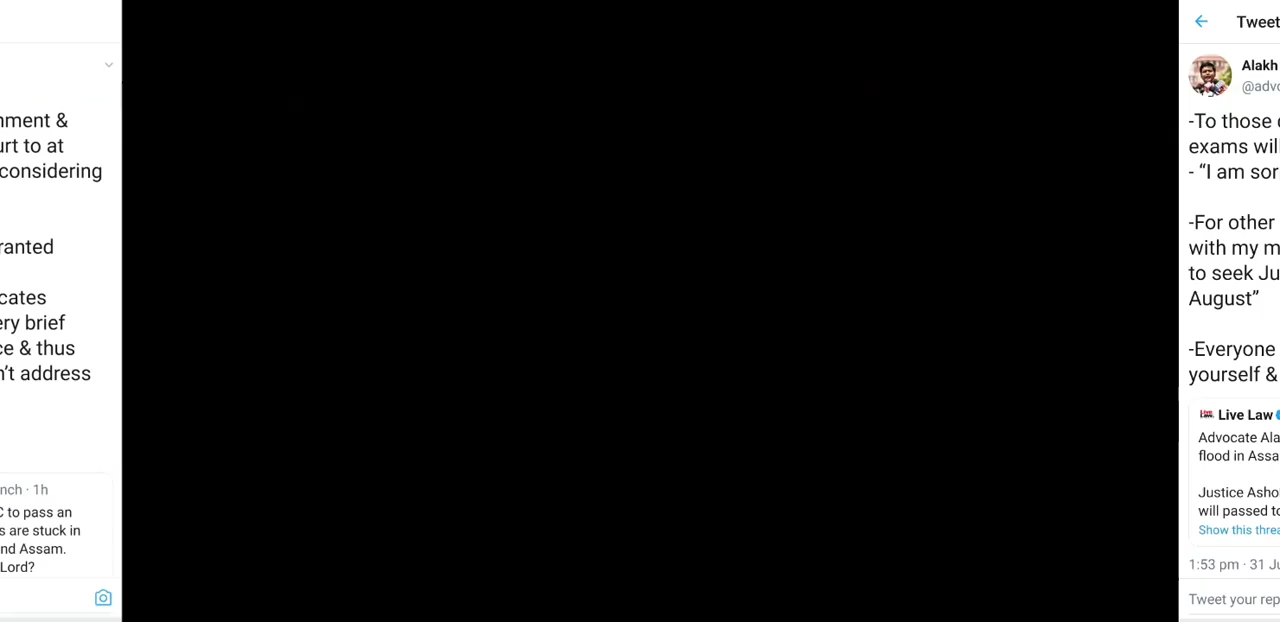 nment &
urt to at
considering
ranted
cates
ery brief
ce & thus
n't address
nch · 1h
C to pass an
s are stuck in
nd Assam.
Lord?
Tweet
Alakh
@advo
-To those
exams will
- “I am sor
-For other
with my m
to seek Ju
August”
-Everyone
yourself &
Live Law
Advocate Ala
flood in Assa
Justice Asho
will passed to
Show this threa
1:53 pm · 31 Ju
Tweet your rep